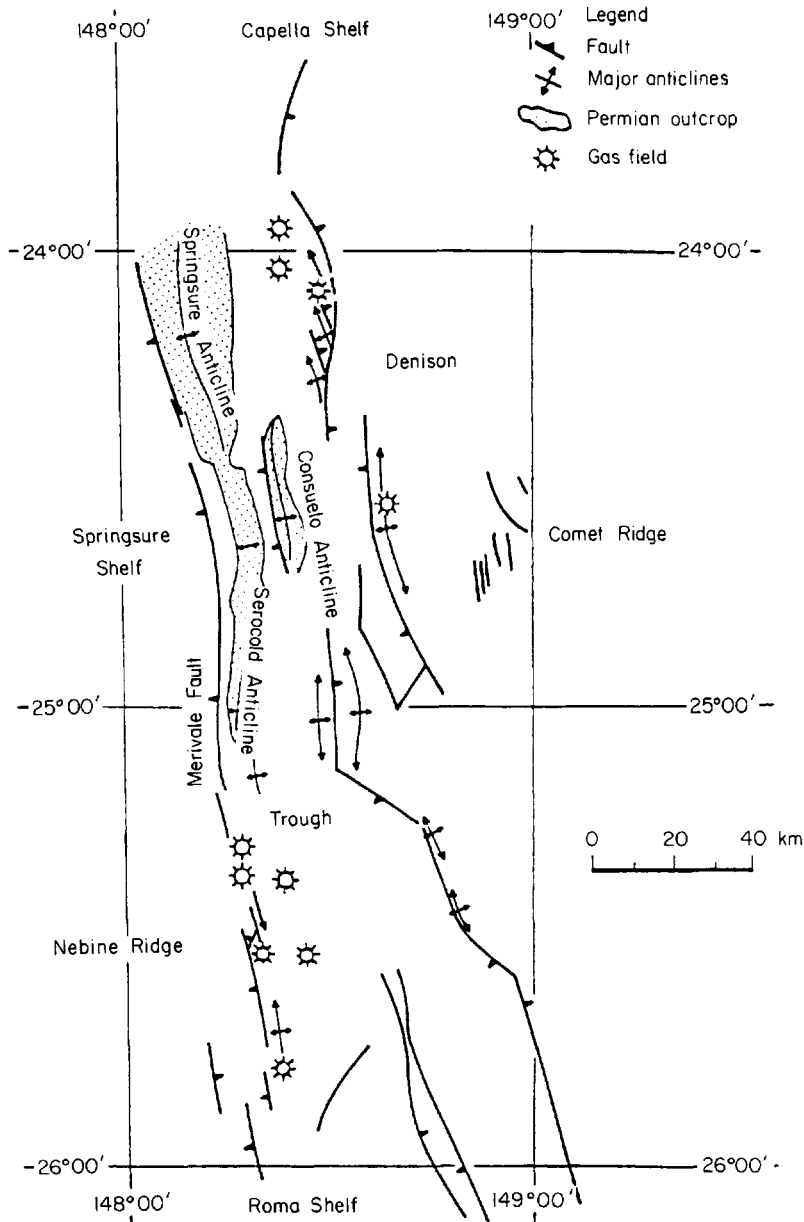 148°00'
Capella Shelf
149°00'
Legend
Fault
Major anticlines
Permian outcrop
Gas field
-24°00'
24°00'-
Springsure Anticline
Denison
Consuelo Anticline
Springsure
Shelf
Comet Ridge
Serocold Anticline
Merivale Fault
-25°00'
25°00'-
Trough
0 20 40 km
Nebine Ridge
-26°00'
26°00'-
148°00'
Roma Shelf
149°00'